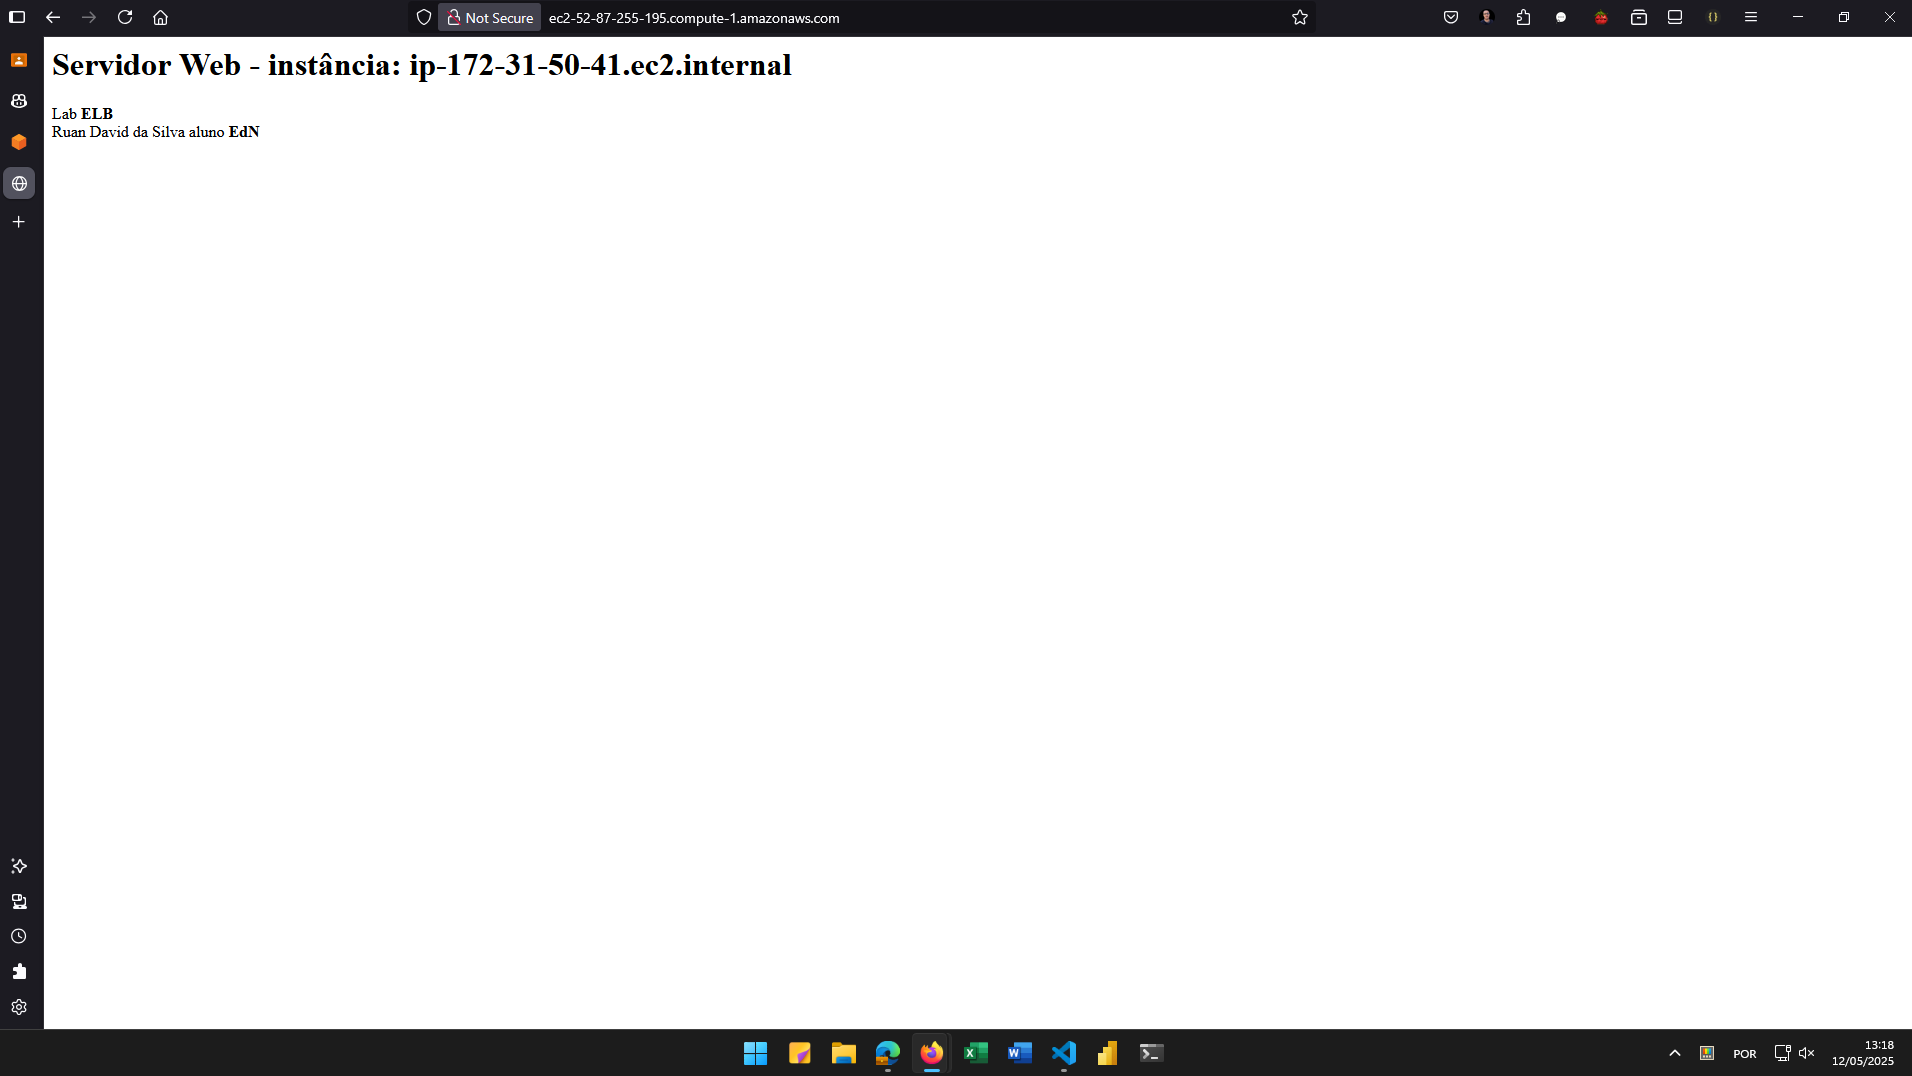 Not Secure ec2-52-87-255-195.compute-1.amazonaws.com
Servidor Web - instância: ip-172-31-50-41.ec2.internal
Lab ELB
Ruan David da Silva aluno EdN
POR
13:18
12/05/2025